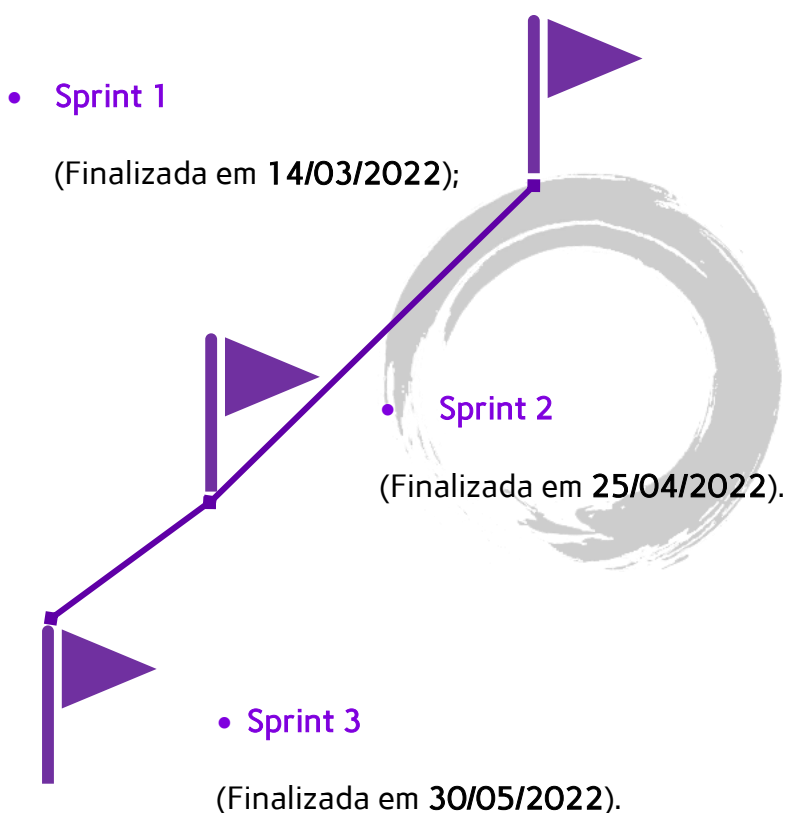 • Sprint 1
(Finalizada em 14/03/2022);
• Sprint 2
(Finalizada em 25/04/2022).
• Sprint 3
(Finalizada em 30/05/2022).